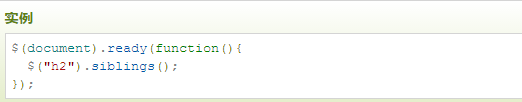 实例
$(document).ready(function(){
  $("h2").siblings();
});